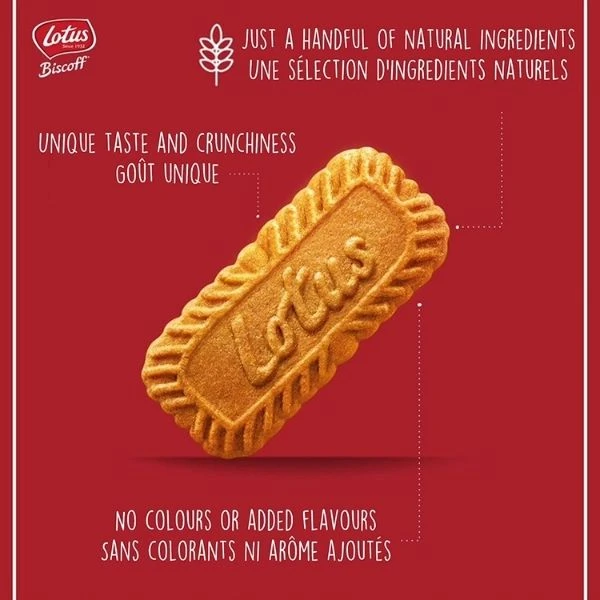 Lotus
Since 1932
Biscoff
JUST A HANDFUL OF NATURAL INGREDIENTS
UNE SÉLECTION D'INGREDIENTS NATURELS
UNIQUE TASTE AND CRUNCHINESS
GOÛT UNIQUE
Lotus
NO COLOURS OR ADDED FLAVOURS
SANS COLORANTS NI ARÔME AJOUTÉS